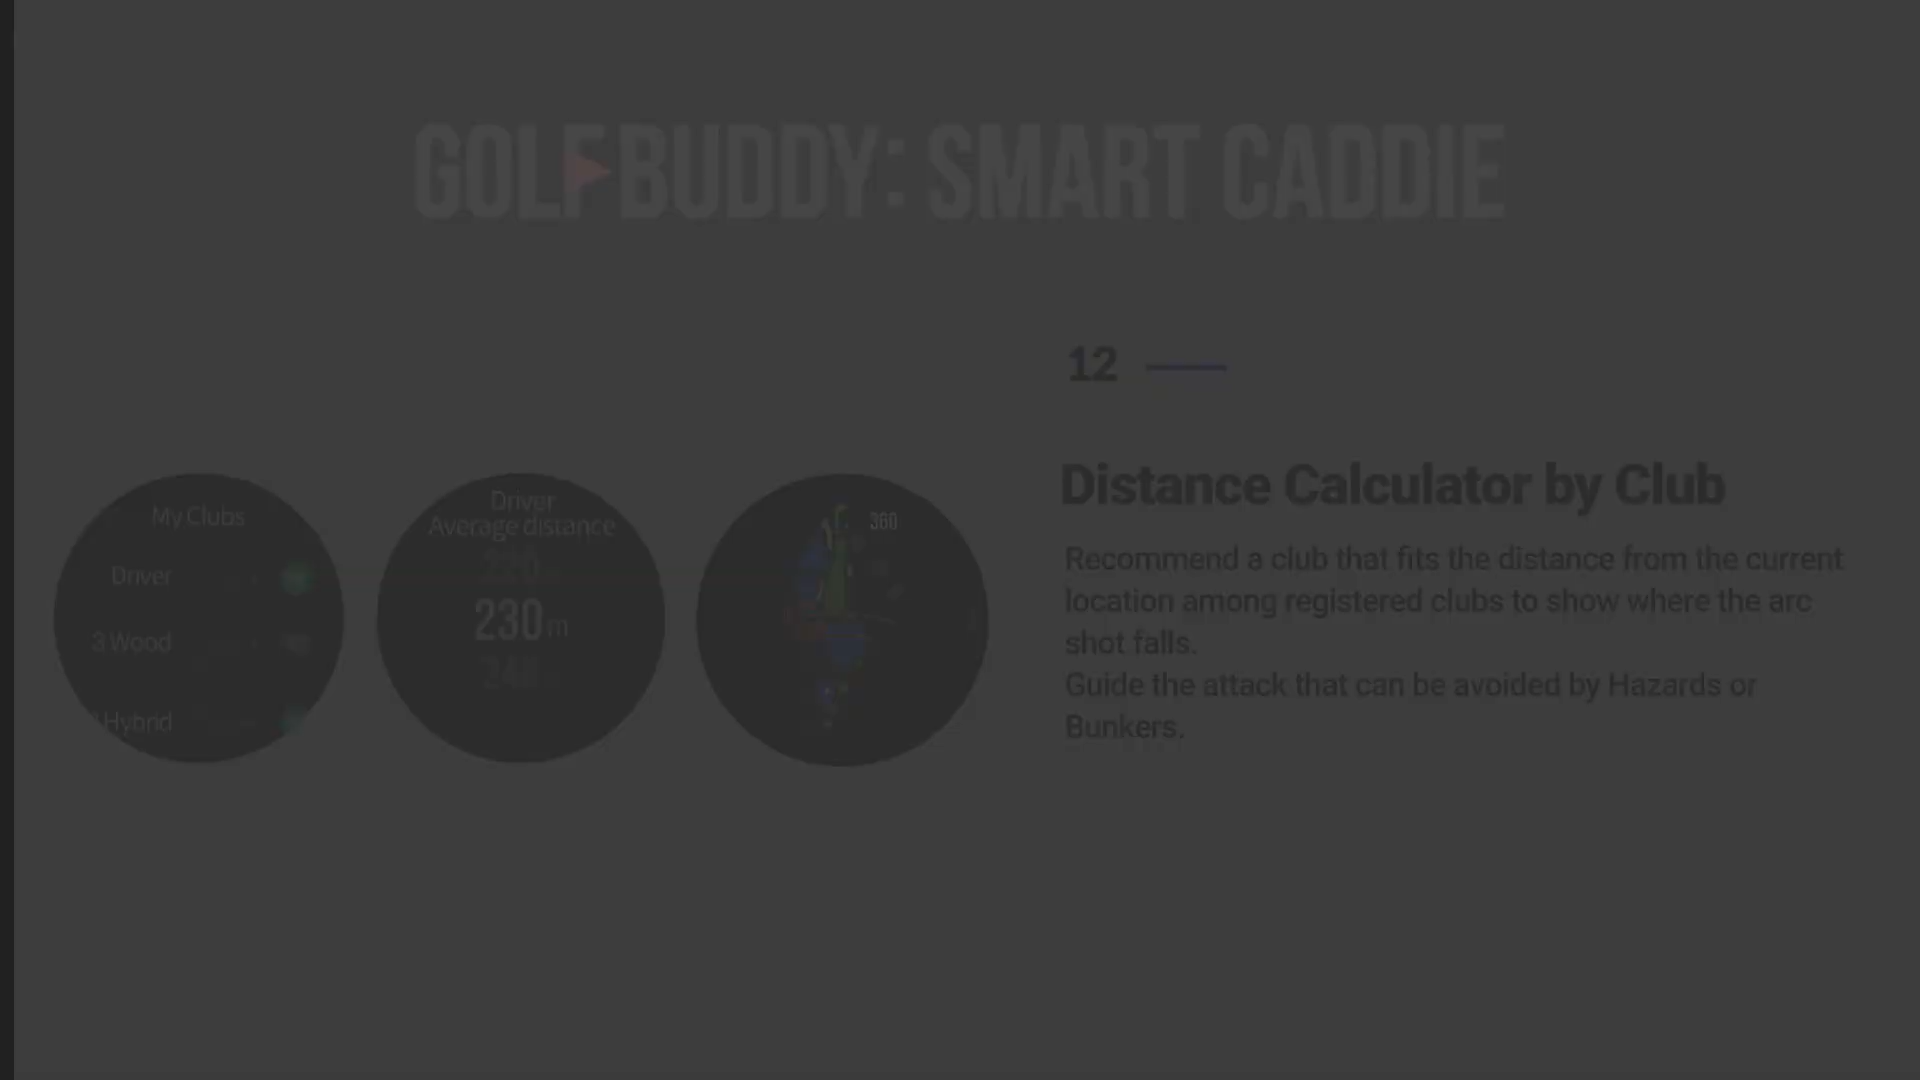 GOLFBUDDY: SMART CADDIE
12
Distance Calculator by Club
Recommend a club that fits the distance from the current
location among registered clubs to show where the arc
shot falls.
Guide the attack that can be avoided by Hazards or
Bunkers.
My Clubs
Driver
3 Wood
Hybrid
Driver
Average distance
220
230m
240
360